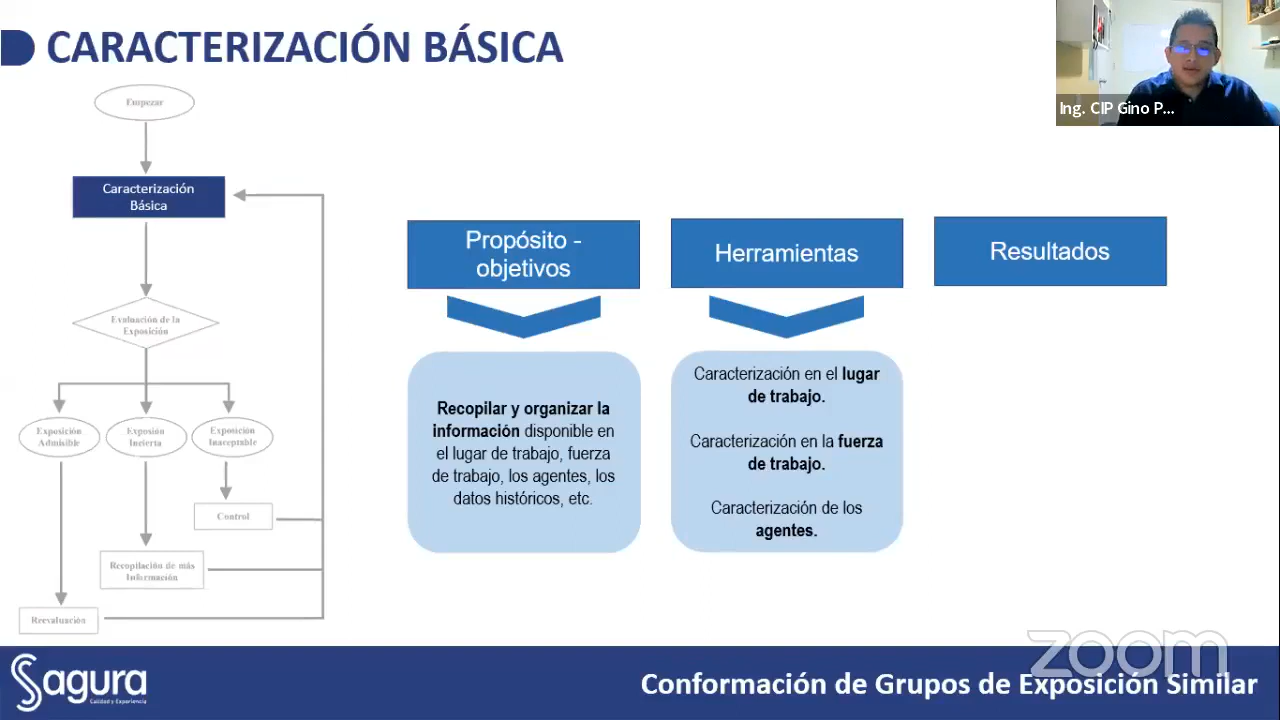 CARACTERIZACIÓN BÁSICA
Ing. CIP Gino P...
Empezar
Caracterización
Básica
Evaluación de la
Exposición
Exposición
Admisible
Exposión
Incierta
Exposición
Inaceptable
Control
Recopilación de más
Información
Reevaluación
Propósito -
objetivos
Recopilar y organizar la
información disponible en
el lugar de trabajo, fuerza
de trabajo, los agentes, los
datos históricos, etc.
Herramientas
Caracterización en el lugar
de trabajo.
Caracterización en la fuerza
de trabajo.
Caracterización de los
agentes.
Resultados
zoom
Sagura
Calidad y Experiencia
Conformación de Grupos de Exposición Similar